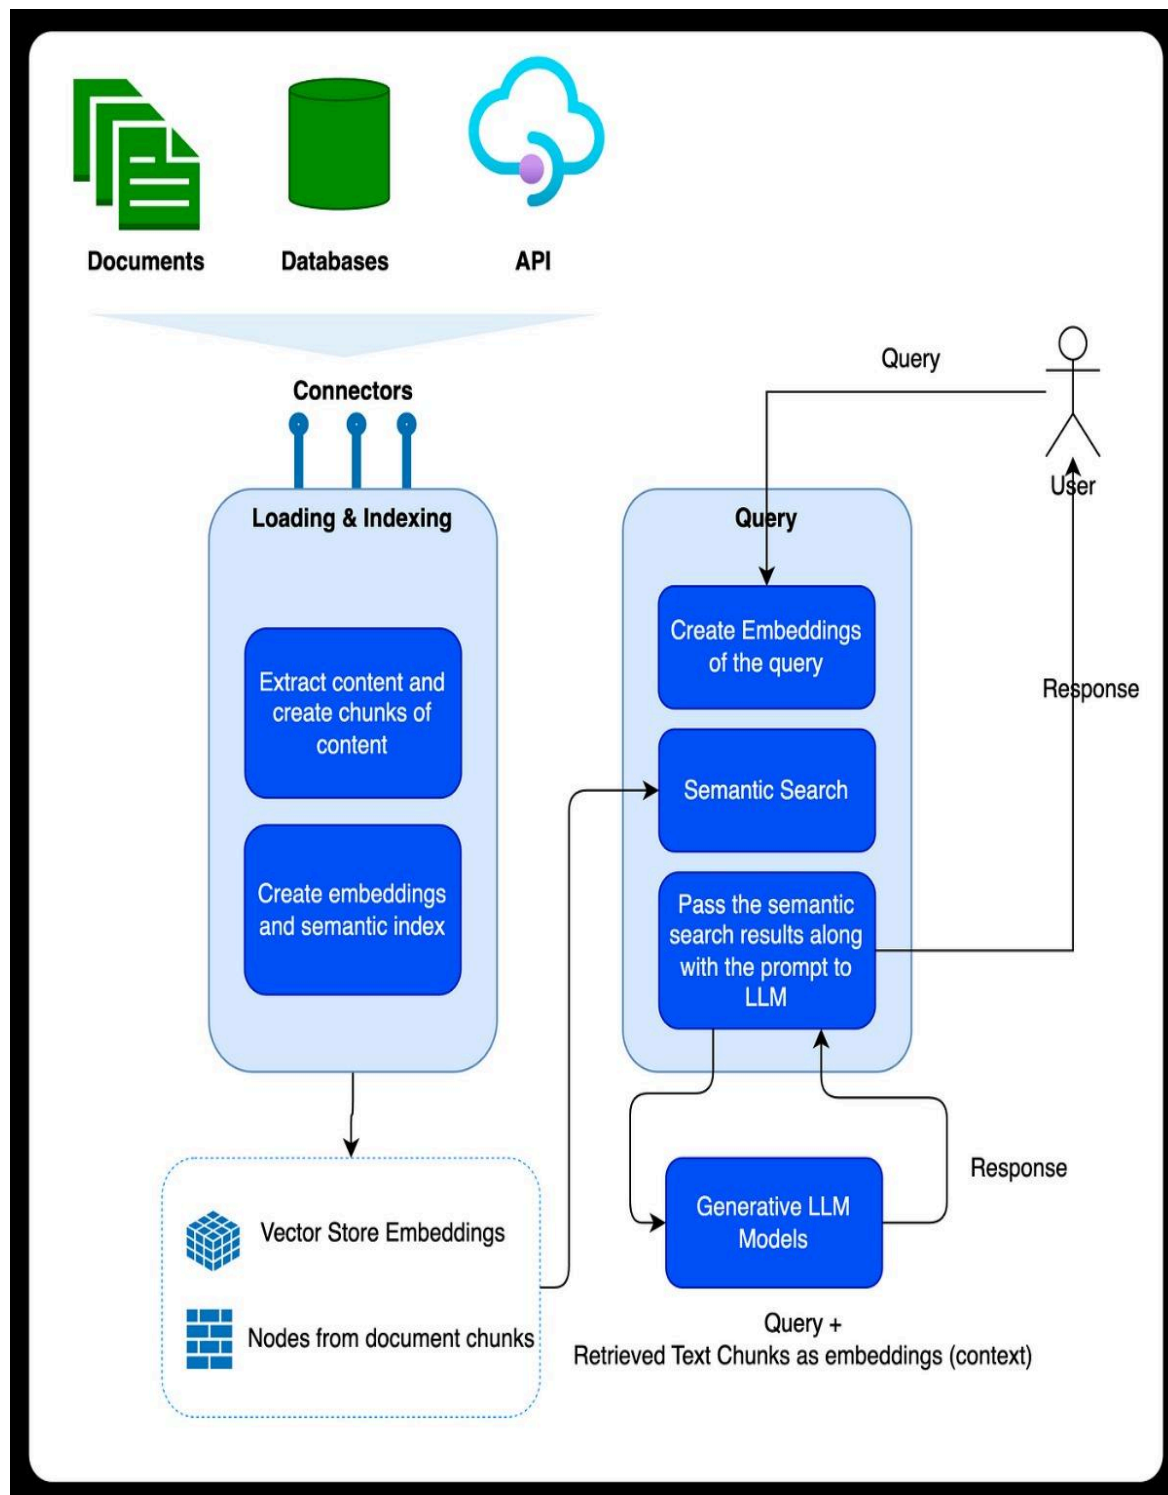 Documents
Databases
API
Connectors
Query
User
Loading & Indexing
Extract content and
create chunks of
content
Create embeddings
and semantic index
Query
Create Embeddings
of the query
Semantic Search
Pass the semantic
search results along
with the prompt to
LLM
Response
Vector Store Embeddings
Nodes from document chunks
Generative LLM
Models
Response
Query +
Retrieved Text Chunks as embeddings (context)